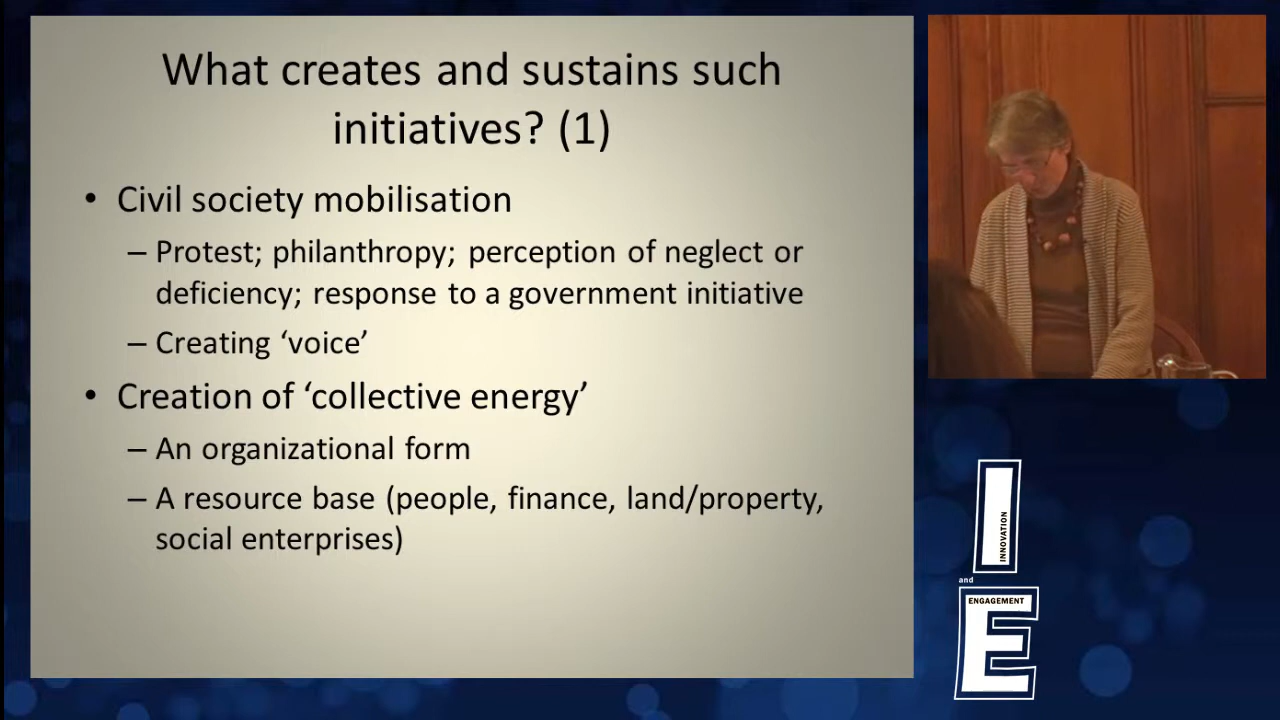 What creates and sustains such
initiatives? (1)
• Civil society mobilisation
– Protest; philanthropy; perception of neglect or
deficiency; response to a government initiative
– Creating ‘voice’
• Creation of ‘collective energy’
– An organizational form
– A resource base (people, finance, land/property,
social enterprises)
I
INNOVATION
and
ENGAGEMENT
E